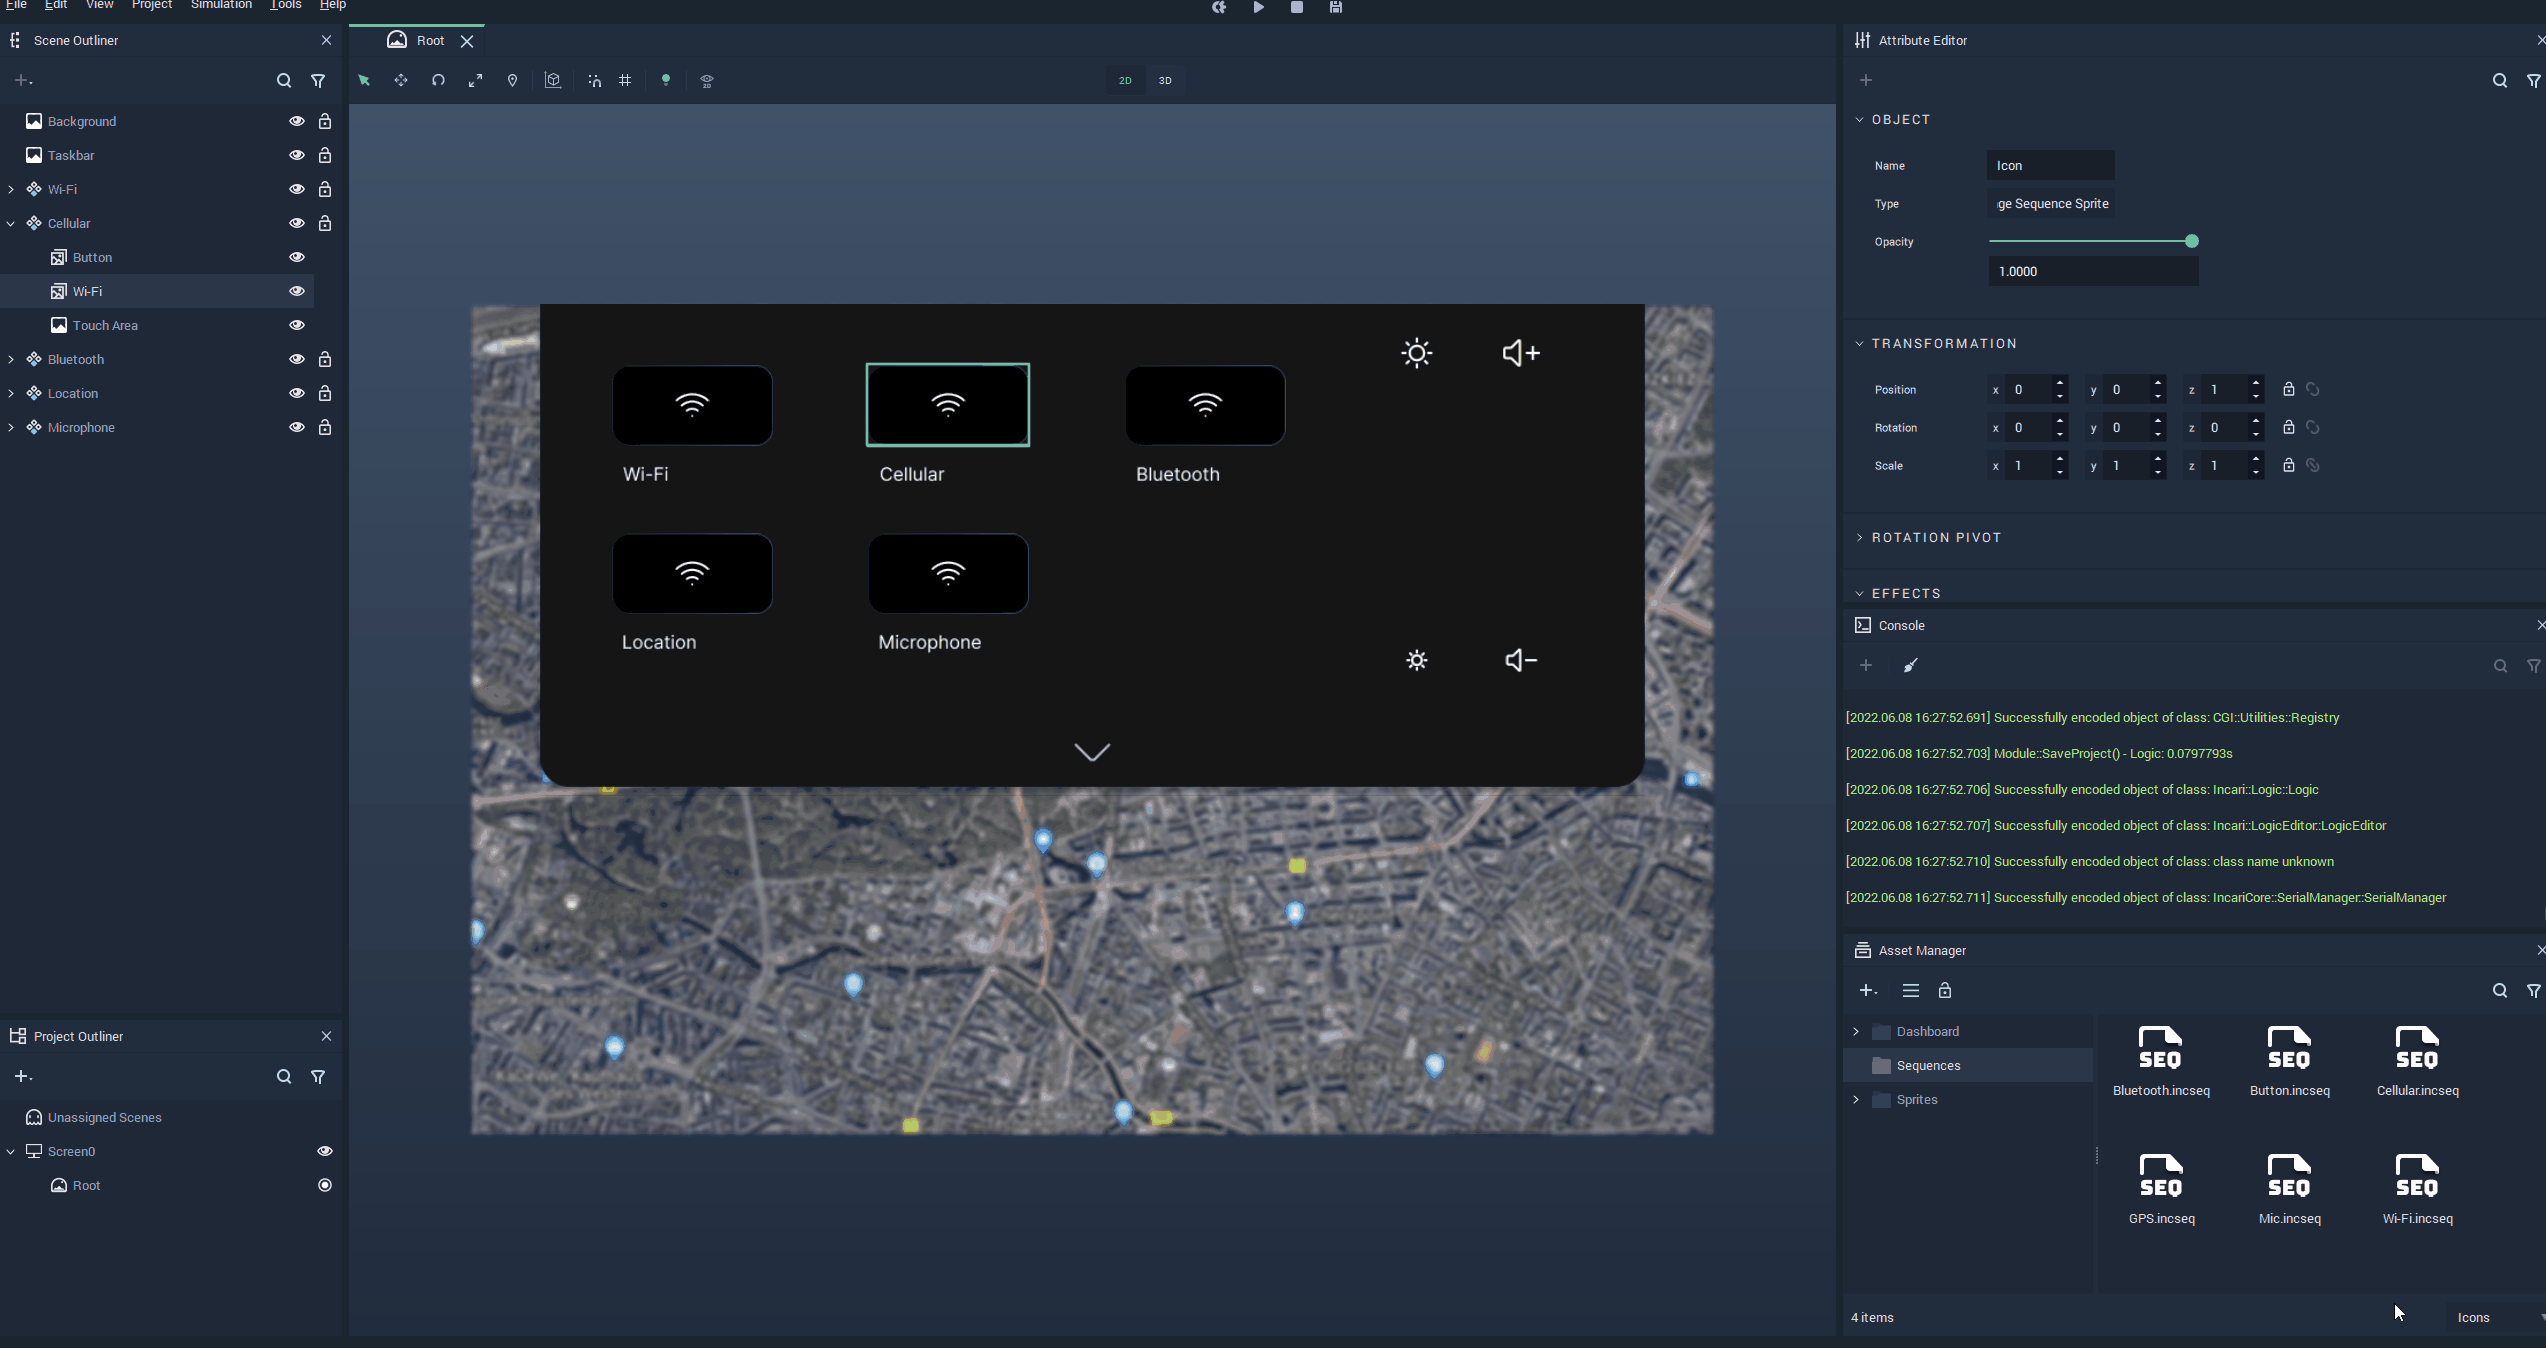 File Edit View Project Simulation Tools Help
Scene Outliner
Background
Taskbar
Wi-Fi
Cellular
Button
Wi-Fi
Touch Area
Bluetooth
Location
Microphone
Project Outliner
Unassigned Scenes
Screen0
Root
Root
2D 3D
2D
Wi-Fi Cellular Bluetooth
Location Microphone
Attribute Editor
OBJECT
Name Icon
Type ge Sequence Sprite
Opacity
1.0000
TRANSFORMATION
Position x 0 y 0 z 1
Rotation x 0 y 0 z 0
Scale x 1 y 1 z 1
ROTATION PIVOT
EFFECTS
Console
[2022.06.08 16:27:52.691] Successfully encoded object of class: CGI::Utilities::Registry
[2022.06.08 16:27:52.703] Module::SaveProject() - Logic: 0.0797793s
[2022.06.08 16:27:52.706] Successfully encoded object of class: Incari::Logic::Logic
[2022.06.08 16:27:52.707] Successfully encoded object of class: Incari::LogicEditor::LogicEditor
[2022.06.08 16:27:52.710] Successfully encoded object of class: class name unknown
[2022.06.08 16:27:52.711] Successfully encoded object of class: IncariCore::SerialManager::SerialManager
Asset Manager
Dashboard
Sequences
Sprites
SEQ SEQ SEQ
Bluetooth.incseq Button.incseq Cellular.incseq
SEQ SEQ SEQ
GPS.incseq Mic.incseq Wi-Fi.incseq
4 items
Icons